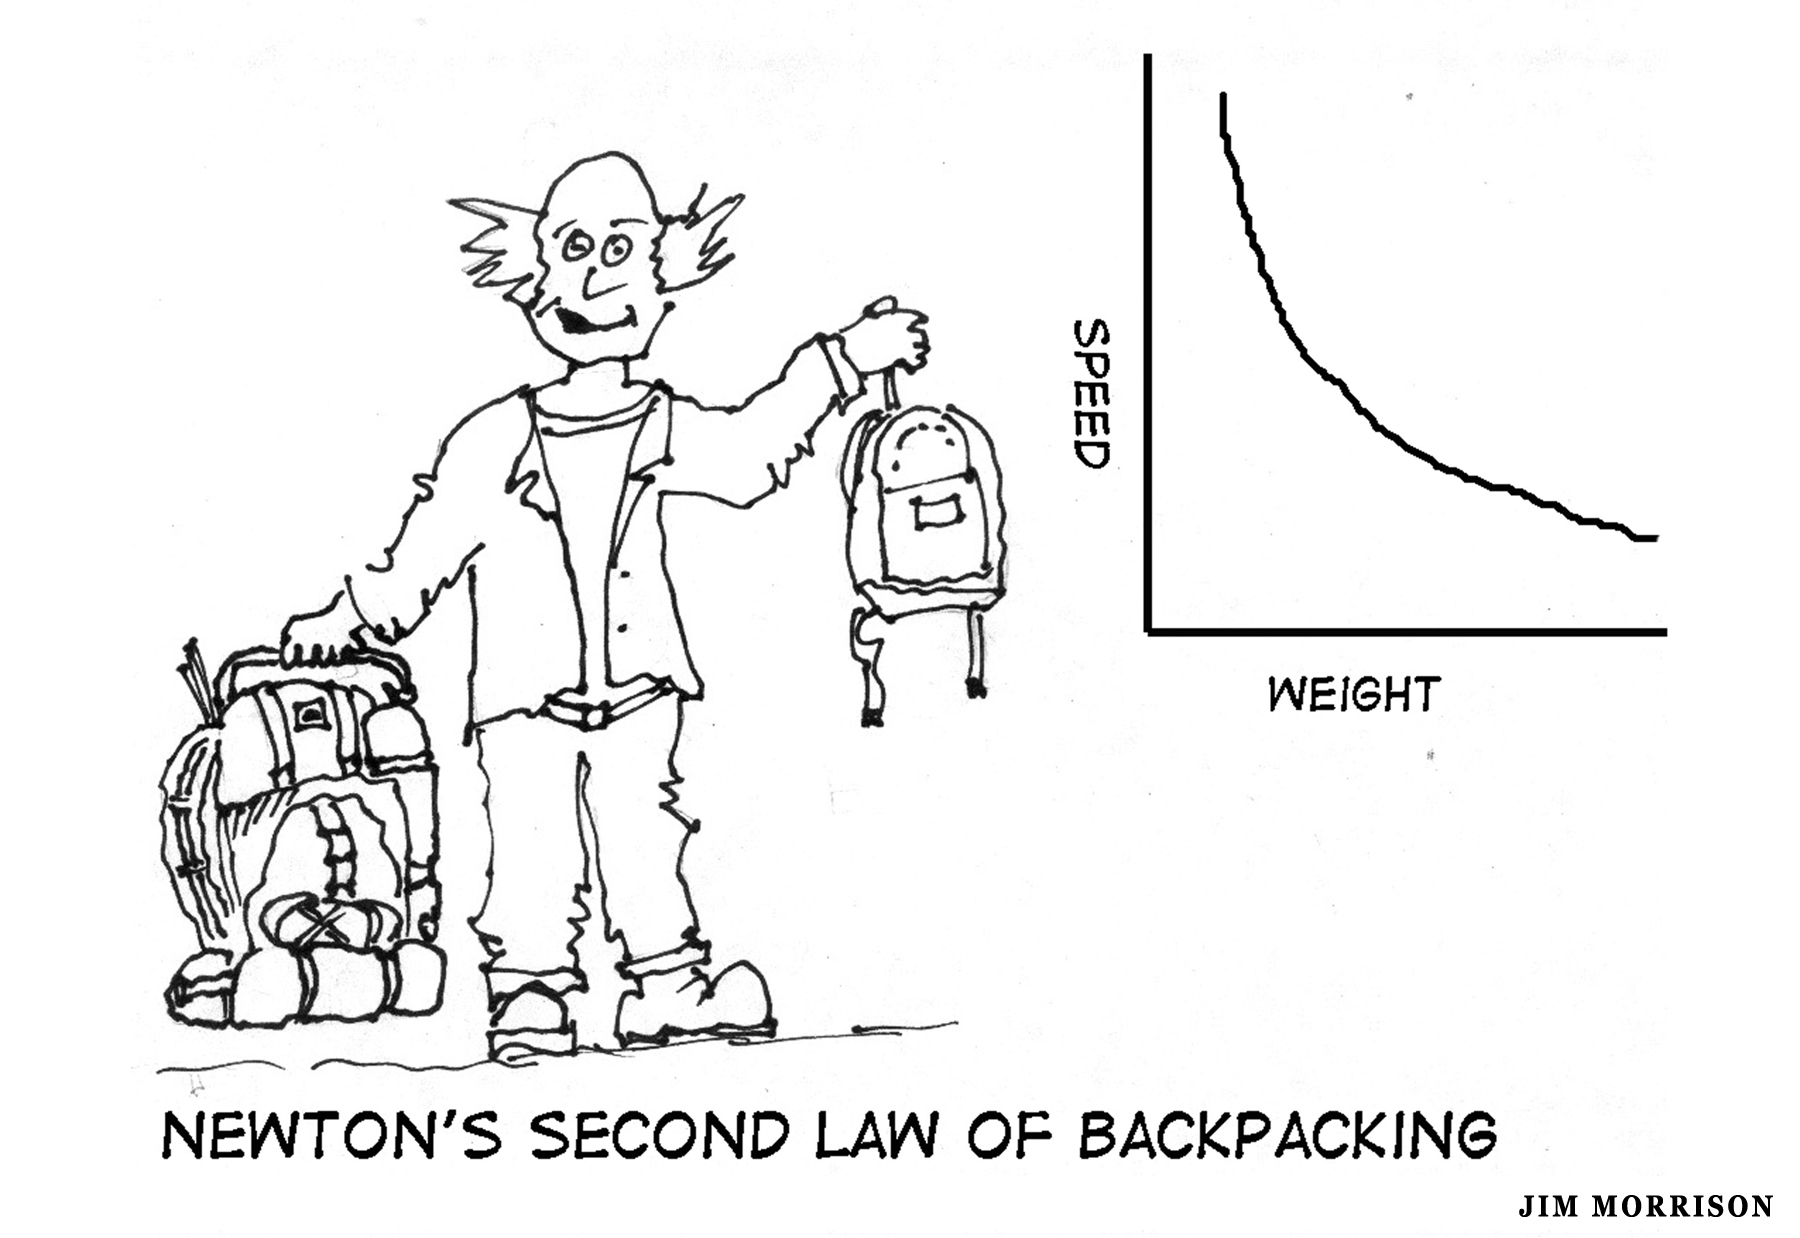 SPEED
WEIGHT
NEWTON'S SECOND LAW OF BACKPACKING
JIM MORRISON